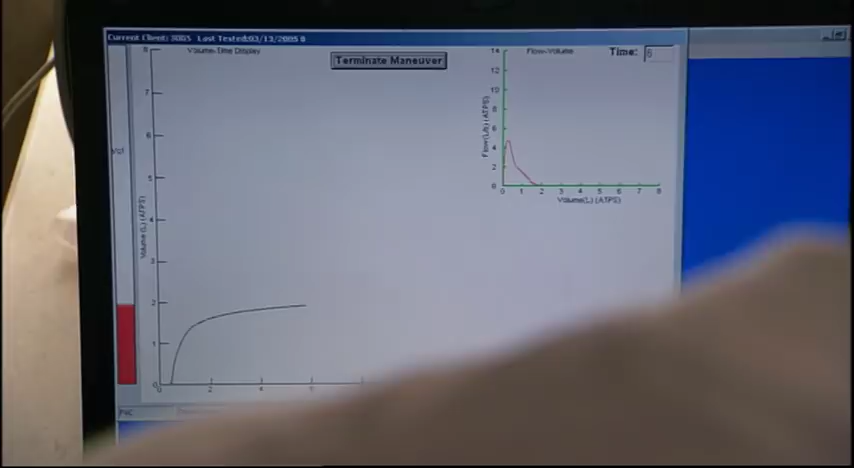 Current Client: 3005 Last Tested:03/13/2005 0
Volume-Time Display
Terminate Maneuver
Flow-Volume
Time: 6
8
7
6
5
4
3
2
1
0
Volume (L) (ATPS)
0 2 4 6
14
12
10
8
6
4
2
0
Flow(L/s) (ATPS)
0 1 2 3 4 5 6 7 8
Volume(L) (ATPS)